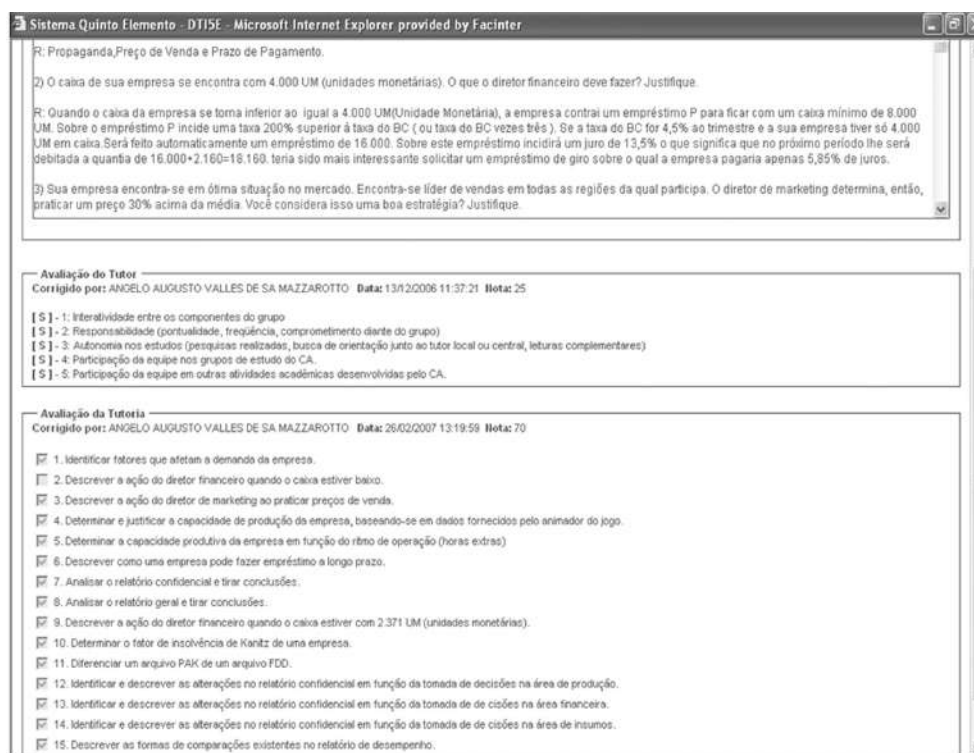 Sistema Quinto Elemento - DTI5E - Microsoft Internet Explorer provided by Facinter
R: Propaganda,Preço de Venda e Prazo de Pagamento.
2) O caixa de sua empresa se encontra com 4.000 UM (unidades monetárias). O que o diretor financeiro deve fazer? Justifique.
R: Quando o caixa da empresa se torna inferior ao igual a 4.000 UM(Unidade Monetária), a empresa contrai um empréstimo P para ficar com um caixa mínimo de 8.000
UM. Sobre o empréstimo P incide uma taxa 200% superior á taxa do BC ( ou taxa do BC vezes três ). Se a taxa do BC for 4,5% ao trimestre e a sua empresa tiver só 4.000
UM em caixa.Será feito automaticamente um empréstimo de 16.000. Sobre este empréstimo incidirá um juro de 13,5% o que significa que no próximo período lhe será
debitada a quantia de 16.000+2.160=18.160. teria sido mais interessante solicitar um empréstimo de giro sobre o qual a empresa pagaria apenas 5,85% de juros.
3) Sua empresa encontra-se em ótima situação no mercado. Encontra-se líder de vendas em todas as regiões da qual participa. O diretor de marketing determina, então,
praticar um preço 30% acima da média. Você considera isso uma boa estratégia? Justifique.
Avaliação do Tutor
Corrigido por: ANGELO AUGUSTO VALLES DE SA MAZZAROTTO Data: 13/12/2006 11:37:21 Nota: 25
[ S ] - 1: Interatividade entre os componentes do grupo
[ S ] - 2: Responsabilidade (pontualidade, freqüência, comprometimento diante do grupo)
[ S ] - 3: Autonomia nos estudos (pesquisas realizadas, busca de orientação junto ao tutor local ou central, leituras complementares)
[ S ] - 4: Participação da equipe nos grupos de estudo do CA.
[ S ] - 5: Participação da equipe em outras atividades acadêmicas desenvolvidas pelo CA.
Avaliação da Tutoria
Corrigido por: ANGELO AUGUSTO VALLES DE SA MAZZAROTTO Data: 26/02/2007 13:19:59 Nota: 70
1. Identificar fatores que afetam a demanda da empresa.
2. Descrever a ação do diretor financeiro quando o caixa estiver baixo.
3. Descrever a ação do diretor de marketing ao praticar preços de venda.
4. Determinar e justificar a capacidade de produção da empresa, baseando-se em dados fornecidos pelo animador do jogo.
5. Determinar a capacidade produtiva da empresa em função do ritmo de operação (horas extras)
6. Descrever como uma empresa pode fazer empréstimo a longo prazo.
7. Analisar o relatório confidencial e tirar conclusões.
8. Analisar o relatório geral e tirar conclusões.
9. Descrever a ação do diretor financeiro quando o caixa estiver com 2.371 UM (unidades monetárias).
10. Determinar o fator de insolvência de Kanitz de uma empresa.
11. Diferenciar um arquivo PAK de um arquivo FDD.
12. Identificar e descrever as alterações no relatório confidencial em função da tomada de decisões na área de produção.
13. Identificar e descrever as alterações no relatório confidencial em função da tomada de de cisões na área financeira.
14. Identificar e descrever as alterações no relatório confidencial em função da tomada de de cisões na área de insumos.
15. Descrever as formas de comparações existentes no relatório de desempenho.